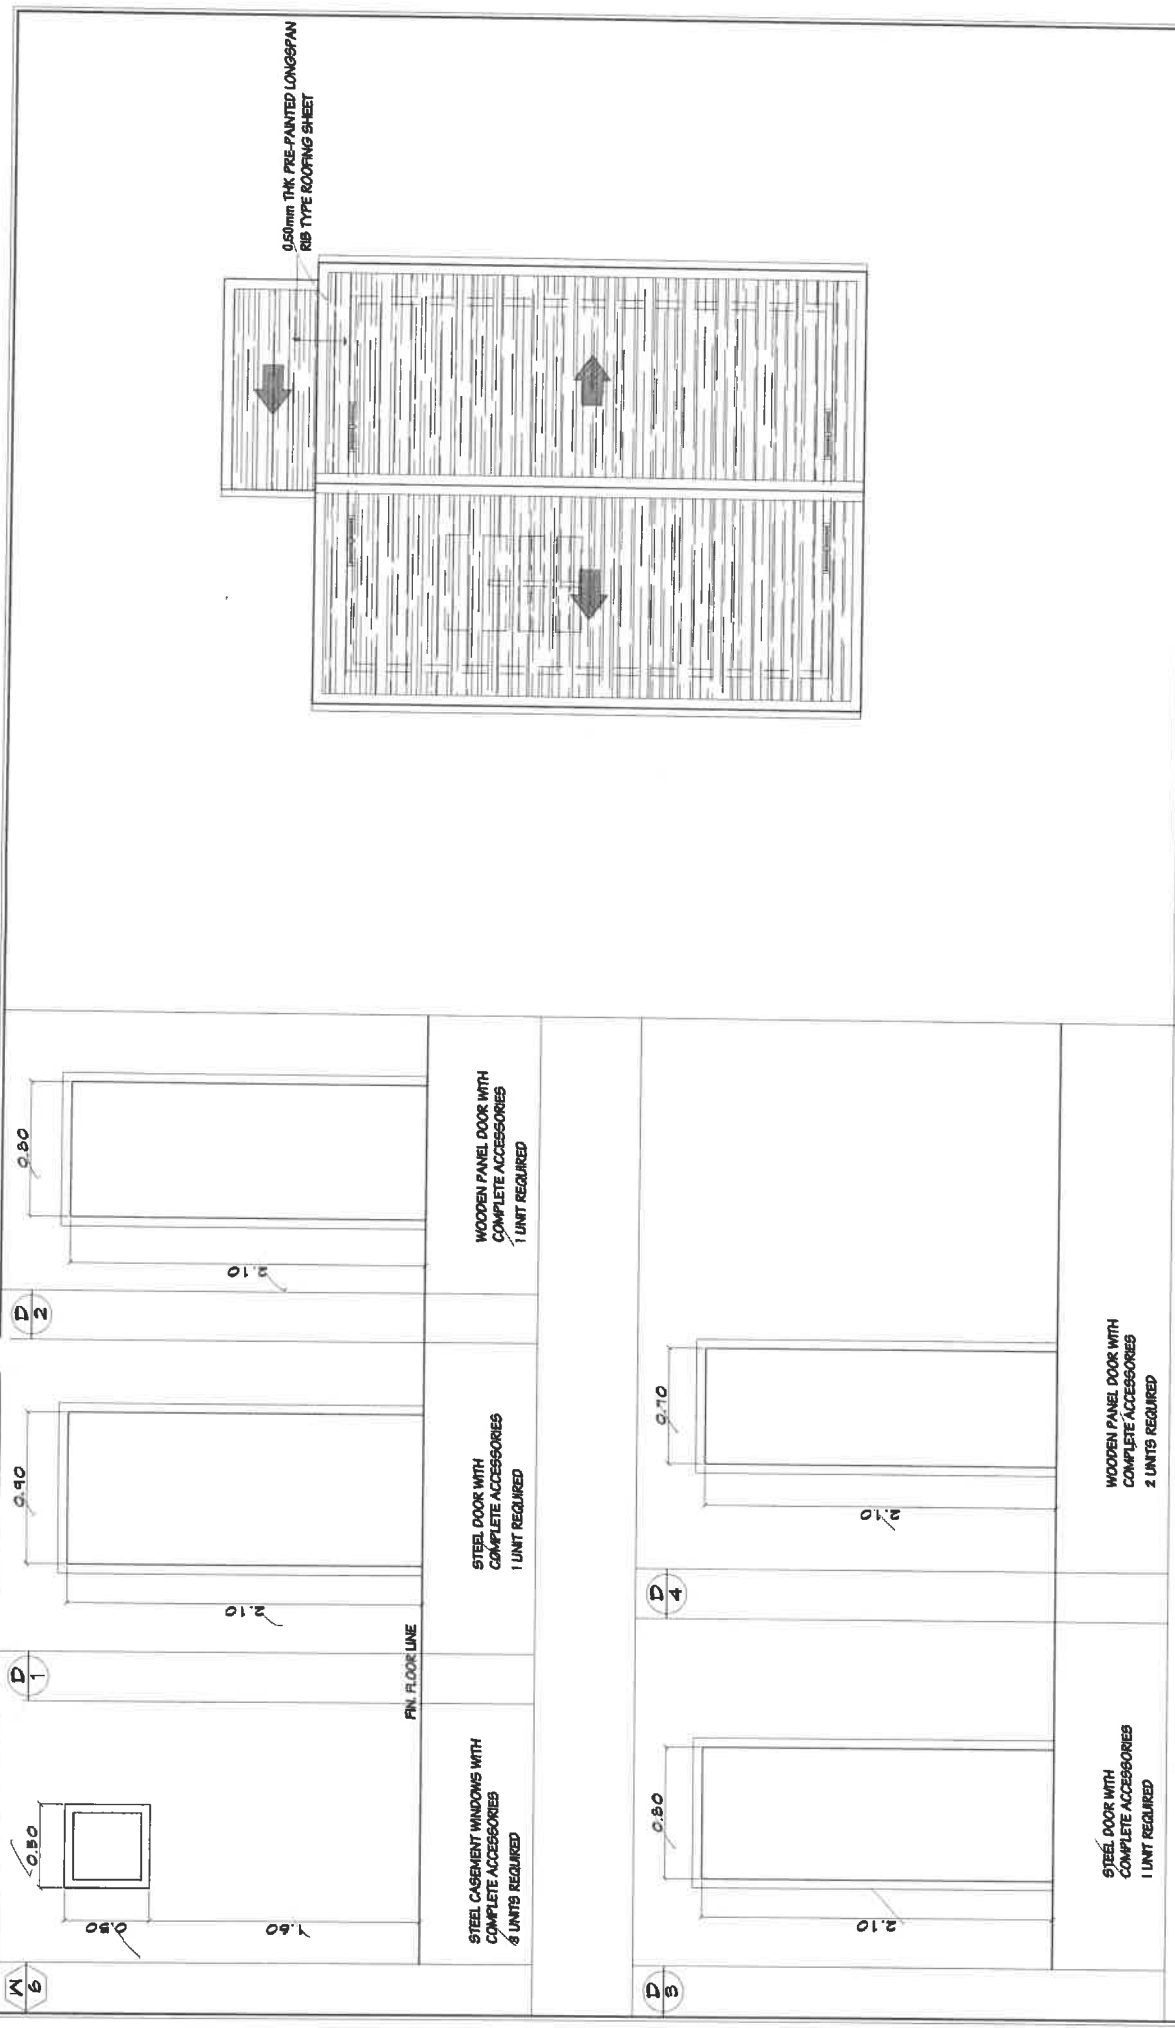 W
6
0.50
0.50
1.60
FIN. FLOOR LINE
STEEL CASEMENT WINDOWS WITH
COMPLETE ACCESSORIES
UNITS REQUIRED
D
1
0.90
2.10
STEEL DOOR WITH
COMPLETE ACCESSORIES
1 UNIT REQUIRED
D
2
0.80
2.10
WOODEN PANEL DOOR WITH
COMPLETE ACCESSORIES
1 UNIT REQUIRED
D
3
0.80
2.10
STEEL DOOR WITH
COMPLETE ACCESSORIES
1 UNIT REQUIRED
D
4
0.70
2.10
WOODEN PANEL DOOR WITH
COMPLETE ACCESSORIES
2 UNITS REQUIRED
THK PRE-PAINTED LONGSPAN
RIB TYPE ROOFING SHEET